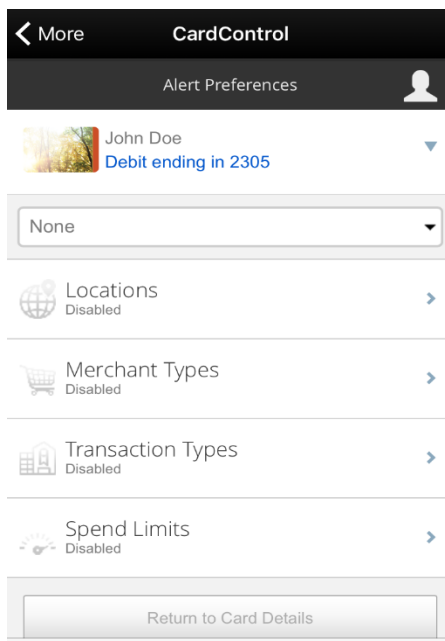 More
CardControl
Alert Preferences
John Doe
Debit ending in 2305
None
Locations
Disabled
Merchant Types
Disabled
Transaction Types
Disabled
Spend Limits
Disabled
Return to Card Details